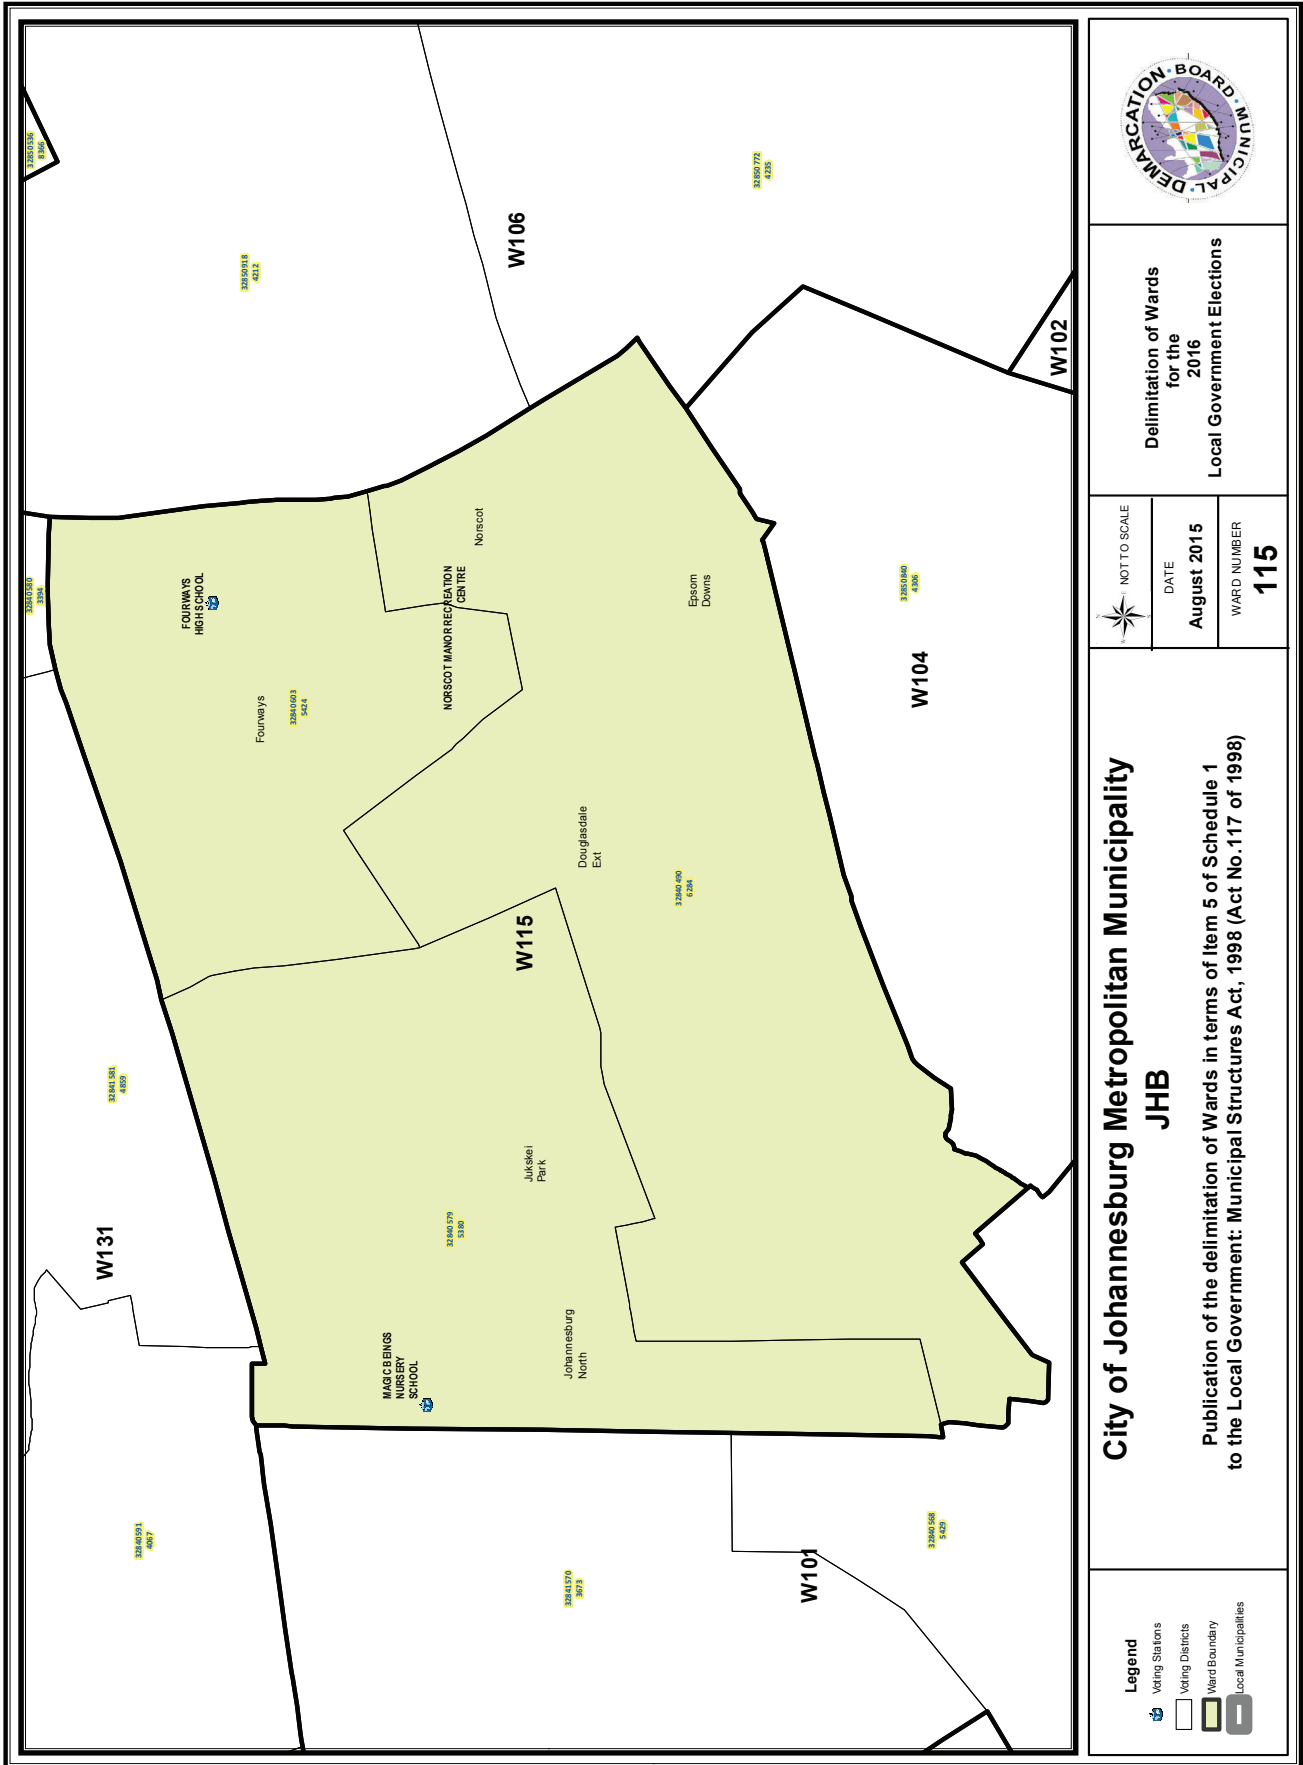 32850536
8366
32850918
4212
W106
32850772
4235
W102
32840580
3394
FOURWAYS
HIGH SCHOOL
Fourways
32840603
5424
NORSCOT MANOR RECREATION
CENTRE
Norscot
Epsom
Downs
32850840
4306
W104
Douglasdale
Ext
32840490
6284
W115
32841581
4859
W131
Jukskei
Park
32840579
5380
MAGIC BEINGS
NURSERY
SCHOOL
Johannesburg
North
32840591
4067
32841570
3673
W101
32840568
5429
Legend
Voting Stations
Voting Districts
Ward Boundary
Local Municipalities
City of Johannesburg Metropolitan Municipality
JHB
Publication of the delimitation of Wards in terms of Item 5 of Schedule 1
to the Local Government: Municipal Structures Act, 1998 (Act No.117 of 1998)
N
W
S
NOT TO SCALE
DATE
August 2015
WARD NUMBER
115
Delimitation of Wards
for the
2016
Local Government Elections
MUNICIPAL • DEMARCATION • BOARD •